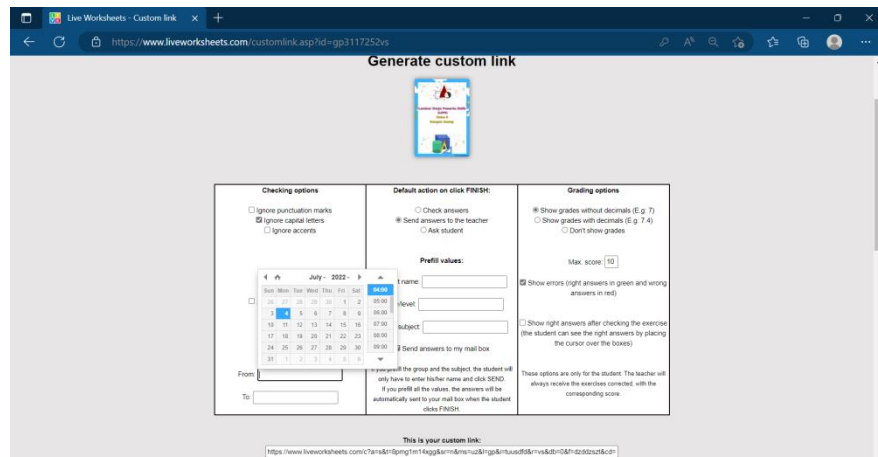 Live Worksheets - Custom link
https://www.liveworksheets.com/customlink.asp?id=gp3117252vs
Generate custom link
Checking options
Ignore punctuation marks
Ignore capital letters
Ignore accents
July - 2022 -
Sun Mon Tue Wed Thu Fri Sat
26 27 28 29 30 1 2
3 4 5 6 7 8 9
10 11 12 13 14 15 16
17 18 19 20 21 22 23
24 25 26 27 28 29 30
31 1 2 3 4 5 6
04:00
05:00
06:00
07:00
08:00
09:00
From:
To:
Default action on click FINISH:
Check answers
Send answers to the teacher
Ask student
Prefill values:
name:
/level:
subject:
Send answers to my mail box
the group and the subject, the student will
only have to enter his/her name and click SEND.
If you prefill all the values, the answers will be
automatically sent to your mail box when the student
clicks FINISH.
Grading options
Show grades without decimals (E.g. 7)
Show grades with decimals (E.g. 7.4)
Don't show grades
Max. score: 10
Show errors (right answers in green and wrong
answers in red)
Show right answers after checking the exercise
(the student can see the right answers by placing
the cursor over the boxes)
These options are only for the student. The teacher will
always receive the exercises corrected, with the
corresponding score.
This is your custom link: